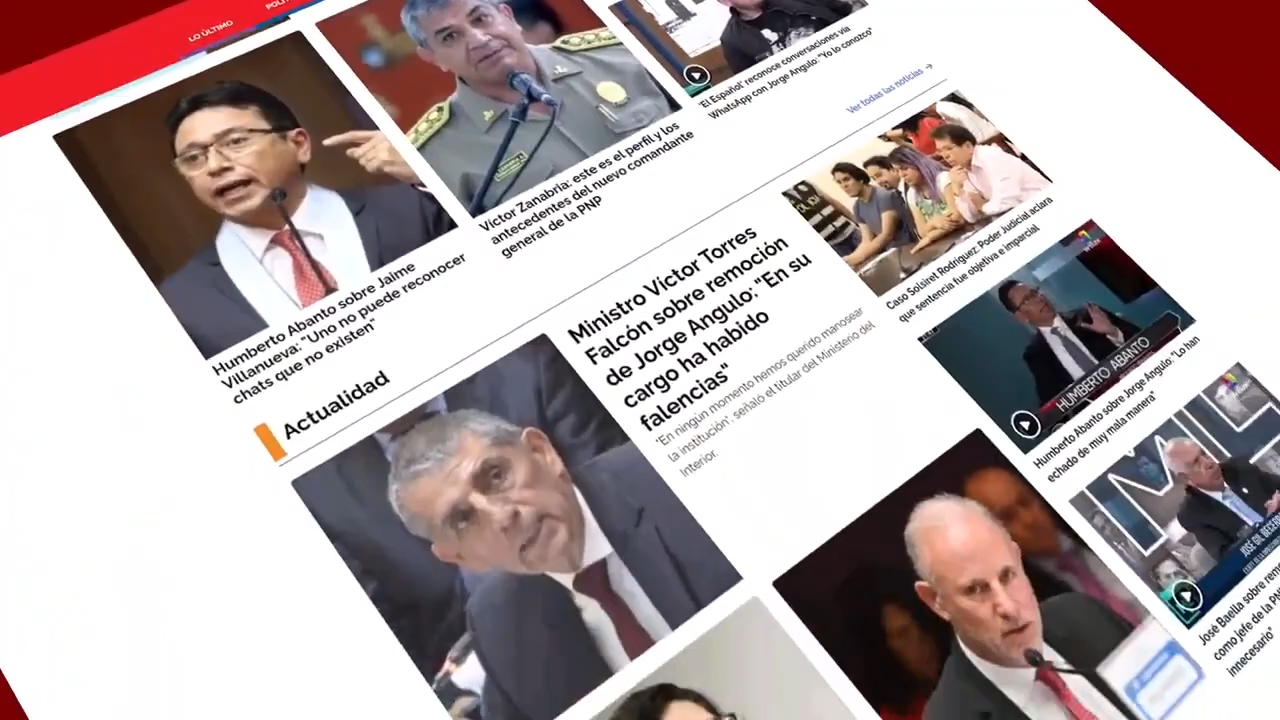 LO ÚLTIMO
Humberto Abanto sobre Jaime
Villanueva: "Uno no puede reconocer
chats que no existen"
Víctor Zanabria: este es el perfil y los
antecedentes del nuevo comandante
general de la PNP
'El Español' reconoce conversaciones vía
WhatsApp con Jorge Angulo: "Yo lo conozco"
Ver todas las noticias →
Actualidad
Ministro Víctor Torres
Falcón sobre remoción
de Jorge Angulo: "En su
cargo ha habido
falencias"
"En ningún momento hemos querido manosear
la institución", señaló el titular del Ministerio del
Interior.
Caso Solsiret Rodríguez: Poder Judicial aclara
que sentencia fue objetiva e imparcial
HUMBERTO ABANTO
Humberto Abanto sobre Jorge Angulo: "Lo han
echado de muy mala manera"
JOSÉ GIL BECER
José Baella sobre remo
como jefe de la PN
innecesario"